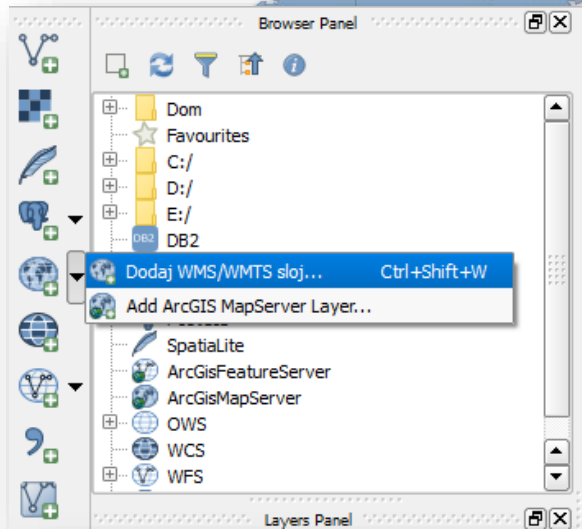 Browser Panel
Dom
Favourites
C:/
D:/
E:/
DB2
DB2
Dodaj WMS/WMTS sloj... Ctrl+Shift+W
Add ArcGIS MapServer Layer...
SpatiaLite
ArcGisFeatureServer
ArcGisMapServer
OWS
WCS
WFS
Layers Panel